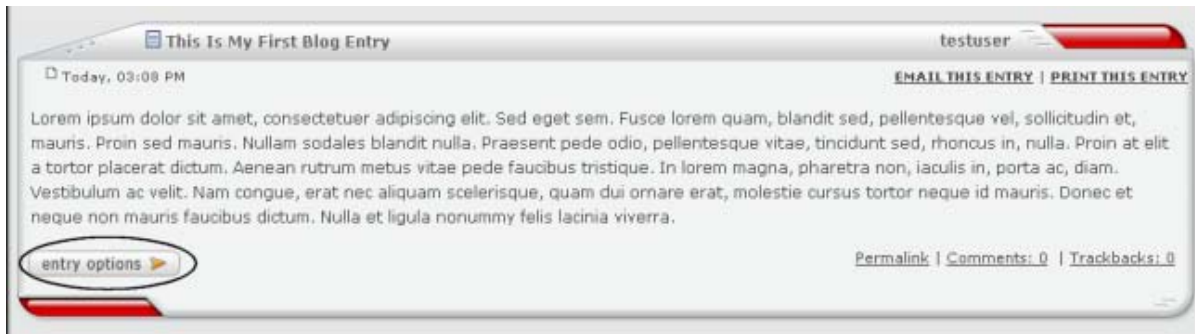 This Is My First Blog Entry testuser
Today, 03:08 PM EMAIL THIS ENTRY | PRINT THIS ENTRY
Lorem ipsum dolor sit amet, consectetuer adipiscing elit. Sed eget sem. Fusce lorem quam, blandit sed, pellentesque vel, sollicitudin et,
mauris. Proin sed mauris. Nullam sodales blandit nulla. Praesent pede odio, pellentesque vitae, tincidunt sed, rhoncus in, nulla. Proin at elit
a tortor placerat dictum. Aenean rutrum metus vitae pede faucibus tristique. In lorem magna, pharetra non, iaculis in, porta ac, diam.
Vestibulum ac velit. Nam congue, erat nec aliquam scelerisque, quam dui ornare erat, molestie cursus tortor neque id mauris. Donec et
neque non mauris faucibus dictum. Nulla et ligula nonummy felis lacinia viverra.
entry options Permalink | Comments: 0 | Trackbacks: 0